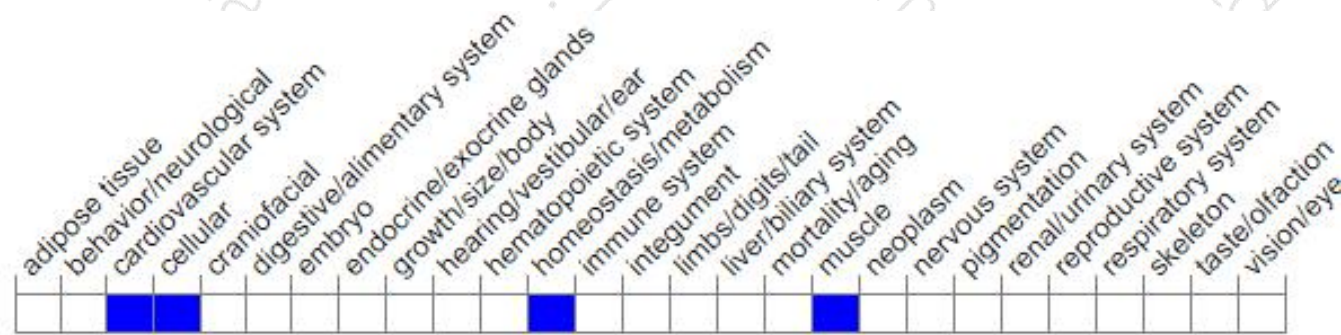 adipose tissue
behavior/neurological
cardiovascular system
cellular
craniofacial
digestive/alimentary system
embryo
endocrine/exocrine glands
growth/size/body
hearing/vestibular/ear
hematopoietic system
homeostasis/metabolism
immune system
integument
limbs/digits/tail
liver/biliary system
mortality/aging
muscle
neoplasm
nervous system
pigmentation
renal/urinary system
reproductive system
respiratory system
skeleton
taste/olfaction
vision/eye